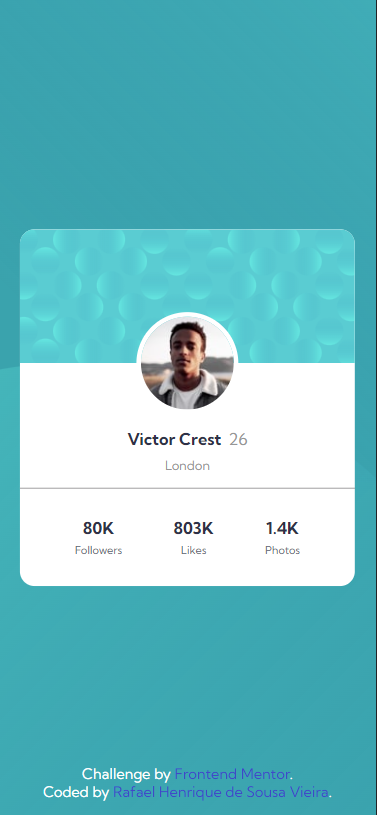 Victor Crest 26
London
80K 803K 1.4K
Followers Likes Photos
Challenge by Frontend Mentor.
Coded by Rafael Henrique de Sousa Vieira.